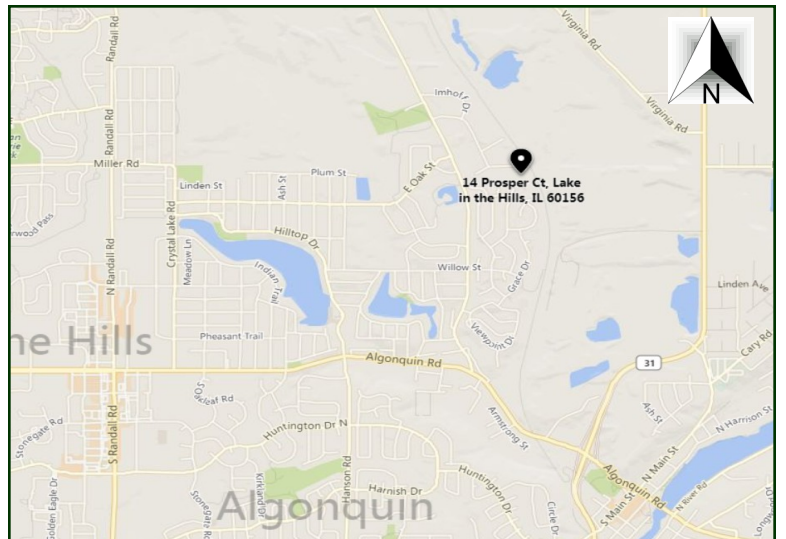 Virginia Rd
Randall Rd
N
Imhoff Dr
Virginia Rd
Randall Rd
Miller Rd
E Oak St
Plum St
Linden St
Ash St
14 Prosper Ct, Lake
in the Hills, IL 60156
Crystal Lake Rd
Hilltop Dr
Meadow Ln
N Randall Rd
Indian Trail
Willow St
Grace Dr
Linden Ave
he Hills
Pheasant Trail
Viewpoint Dr
Cary Rd
Algonquin Rd
31
Oakleaf Rd
Ash St
Armstrong St
N Harrison St
Stonegate Rd
S Randall Rd
Huntington Dr N
N Main St
Algonquin Rd
Hanson Rd
Huntington Dr
Harnish Dr
N River Rd
Golden Eagle Dr
Stonegate Rd
Kirkland Dr
Algonquin
Circle Dr
S Main St